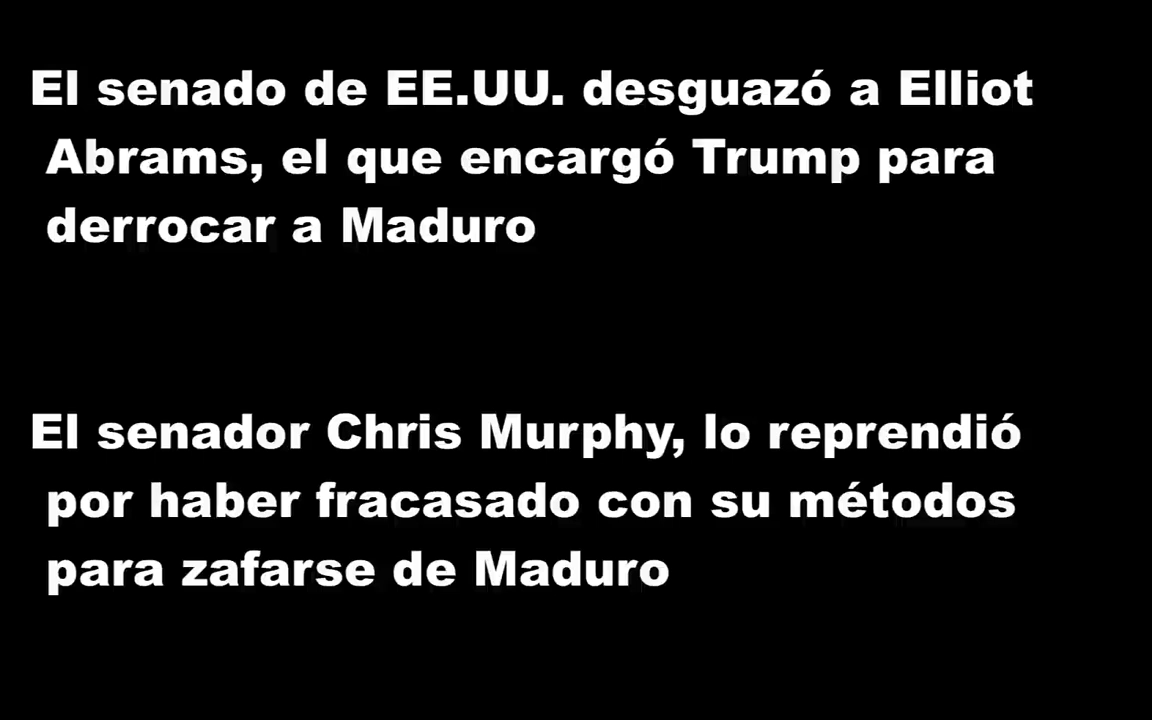 El senado de EE.UU. desguazó a Elliot
Abrams, el que encargó Trump para
derrocar a Maduro
El senador Chris Murphy, lo reprendió
por haber fracasado con su métodos
para zafarse de Maduro